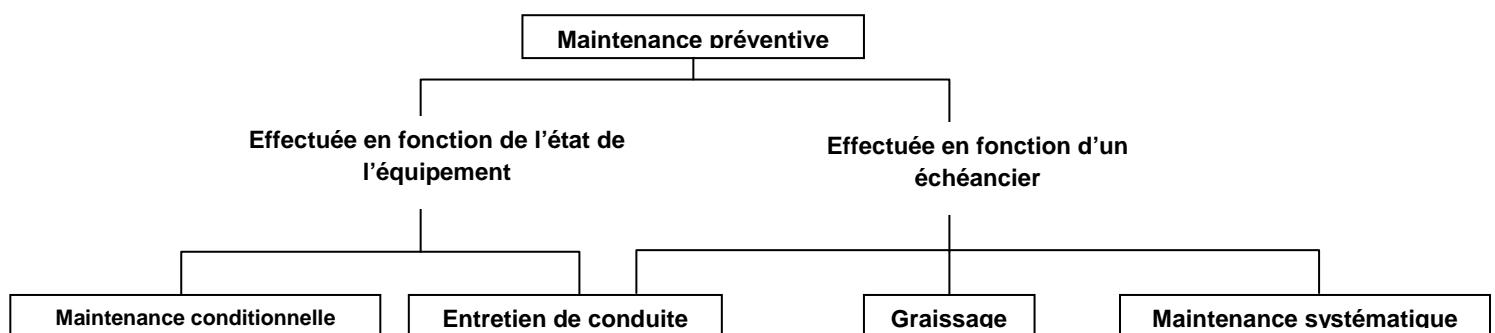 Maintenance préventive
Effectuée en fonction de l’état de
l’équipement
Effectuée en fonction d’un
échéancier
Maintenance conditionnelle
Entretien de conduite
Graissage
Maintenance systématique